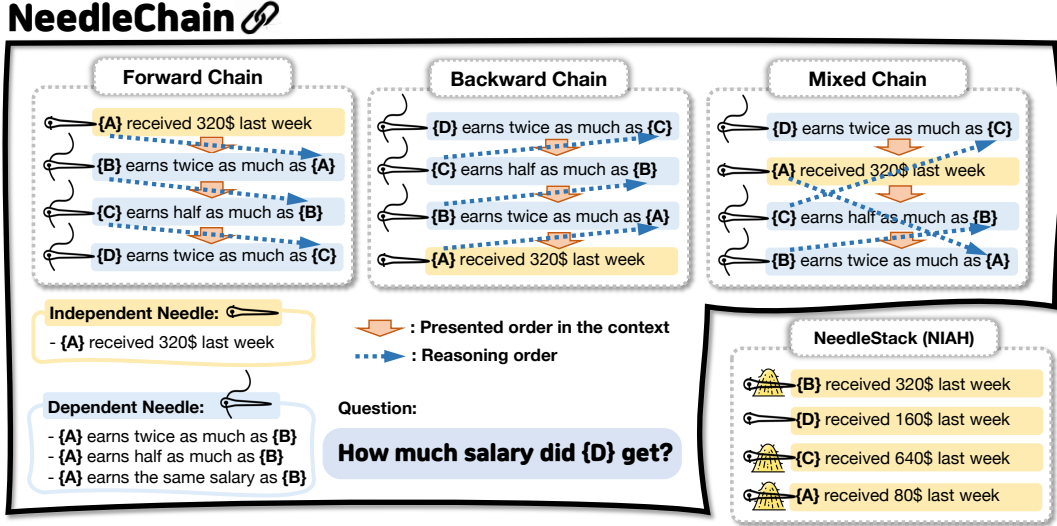 NeedleChain
Forward Chain
{A} received 320$ last week
{B} earns twice as much as {A}
{C} earns half as much as {B}
{D} earns twice as much as {C}
Backward Chain
{D} earns twice as much as {C}
{C} earns half as much as {B}
{B} earns twice as much as {A}
{A} received 320$ last week
Mixed Chain
{D} earns twice as much as {C}
{A} received 320$ last week
{C} earns half as much as {B}
{B} earns twice as much as {A}
Independent Needle:
- {A} received 320$ last week
Dependent Needle:
- {A} earns twice as much as {B}
- {A} earns half as much as {B}
- {A} earns the same salary as {B}
: Presented order in the context
: Reasoning order
Question:
How much salary did {D} get?
NeedleStack (NIAH)
{B} received 320$ last week
{D} received 160$ last week
{C} received 640$ last week
{A} received 80$ last week